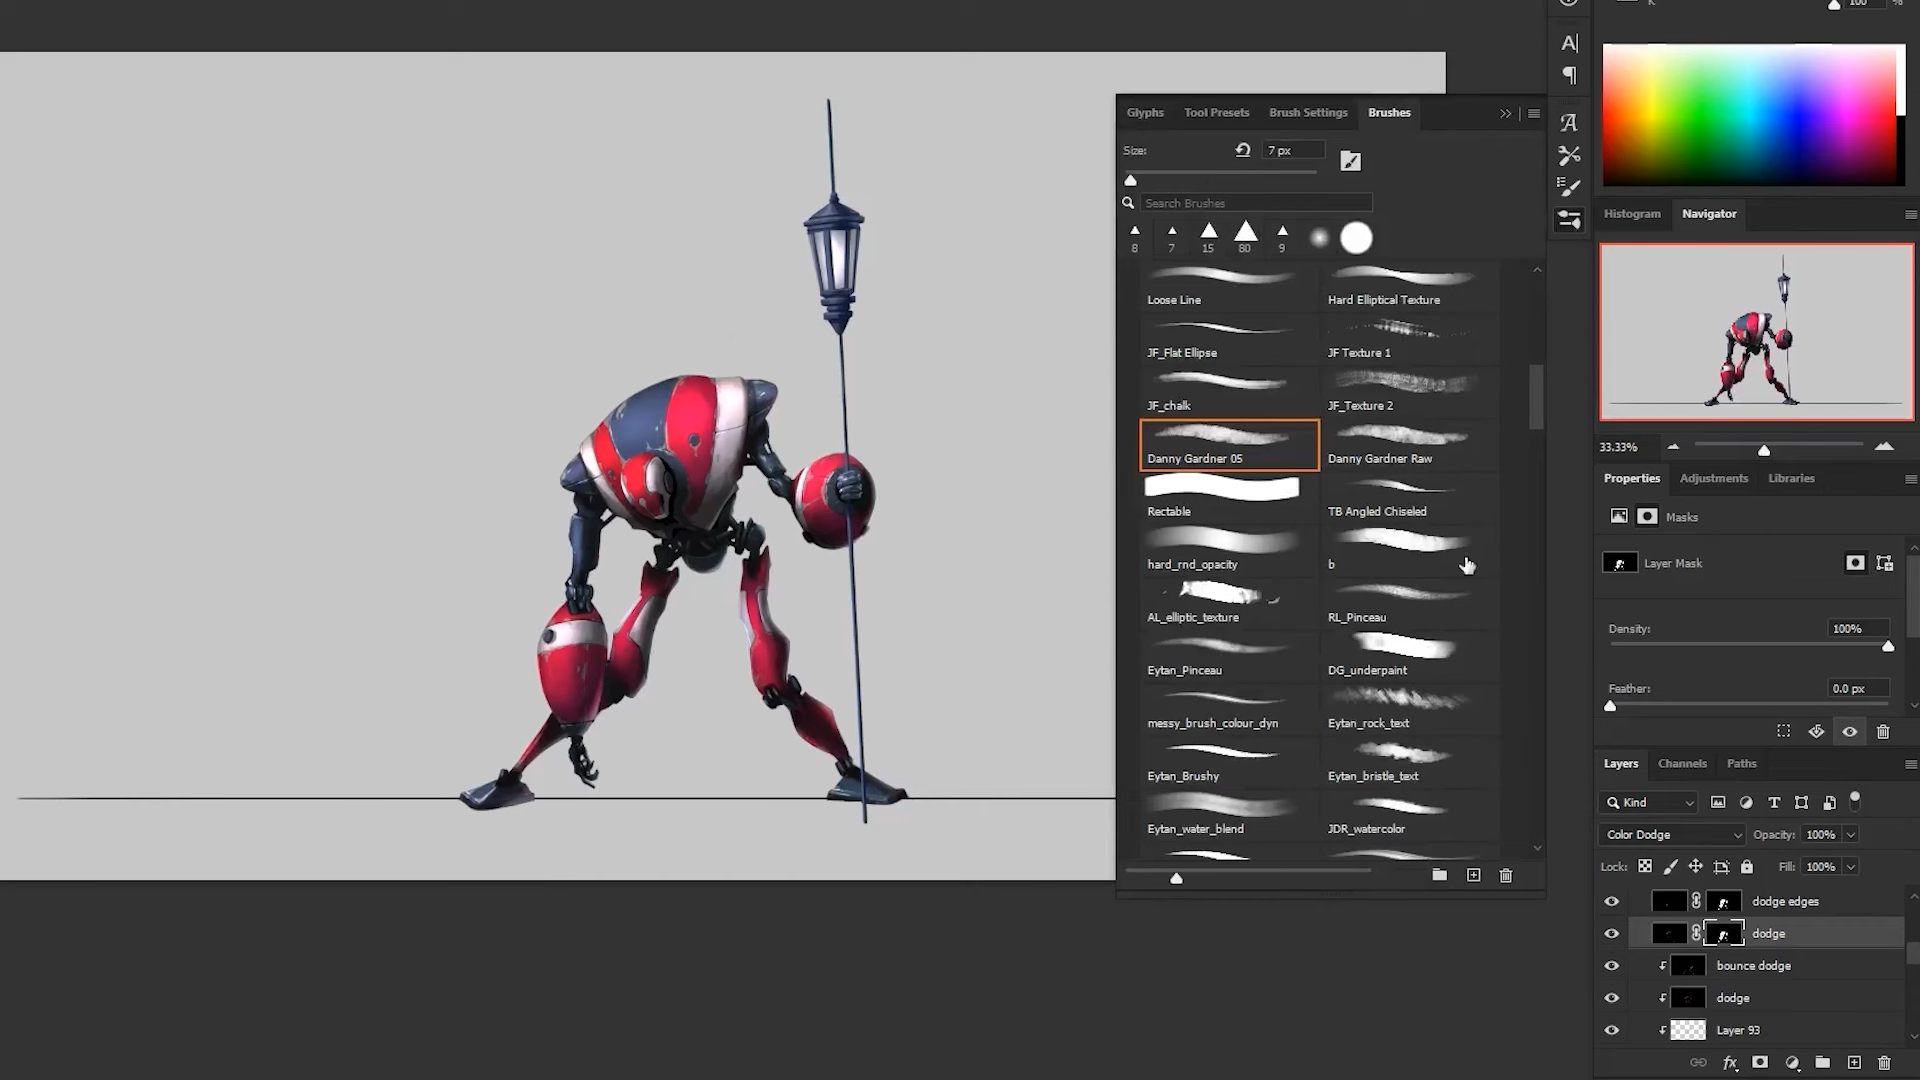 K 100 %
Glyphs Tool Presets Brush Settings Brushes
Size: 7 px
Search Brushes
8 7 15 80 9
Loose Line Hard Elliptical Texture
JF_Flat Ellipse JF Texture 1
JF_chalk JF_Texture 2
Danny Gardner 05 Danny Gardner Raw
Rectable TB Angled Chiseled
hard_rnd_opacity b
AL_elliptic_texture RL_Pinceau
Eytan_Pinceau DG_underpaint
messy_brush_colour_dyn Eytan_rock_text
Eytan_Brushy Eytan_bristle_text
Eytan_water_blend JDR_watercolor
Histogram Navigator
33.33%
Properties Adjustments Libraries
Masks
Layer Mask
Density: 100%
Feather: 0.0 px
Layers Channels Paths
Kind
Color Dodge Opacity: 100%
Lock: Fill: 100%
dodge edges
dodge
bounce dodge
dodge
Layer 93
fx